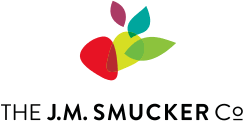 THE J.M. SMUCKER Co